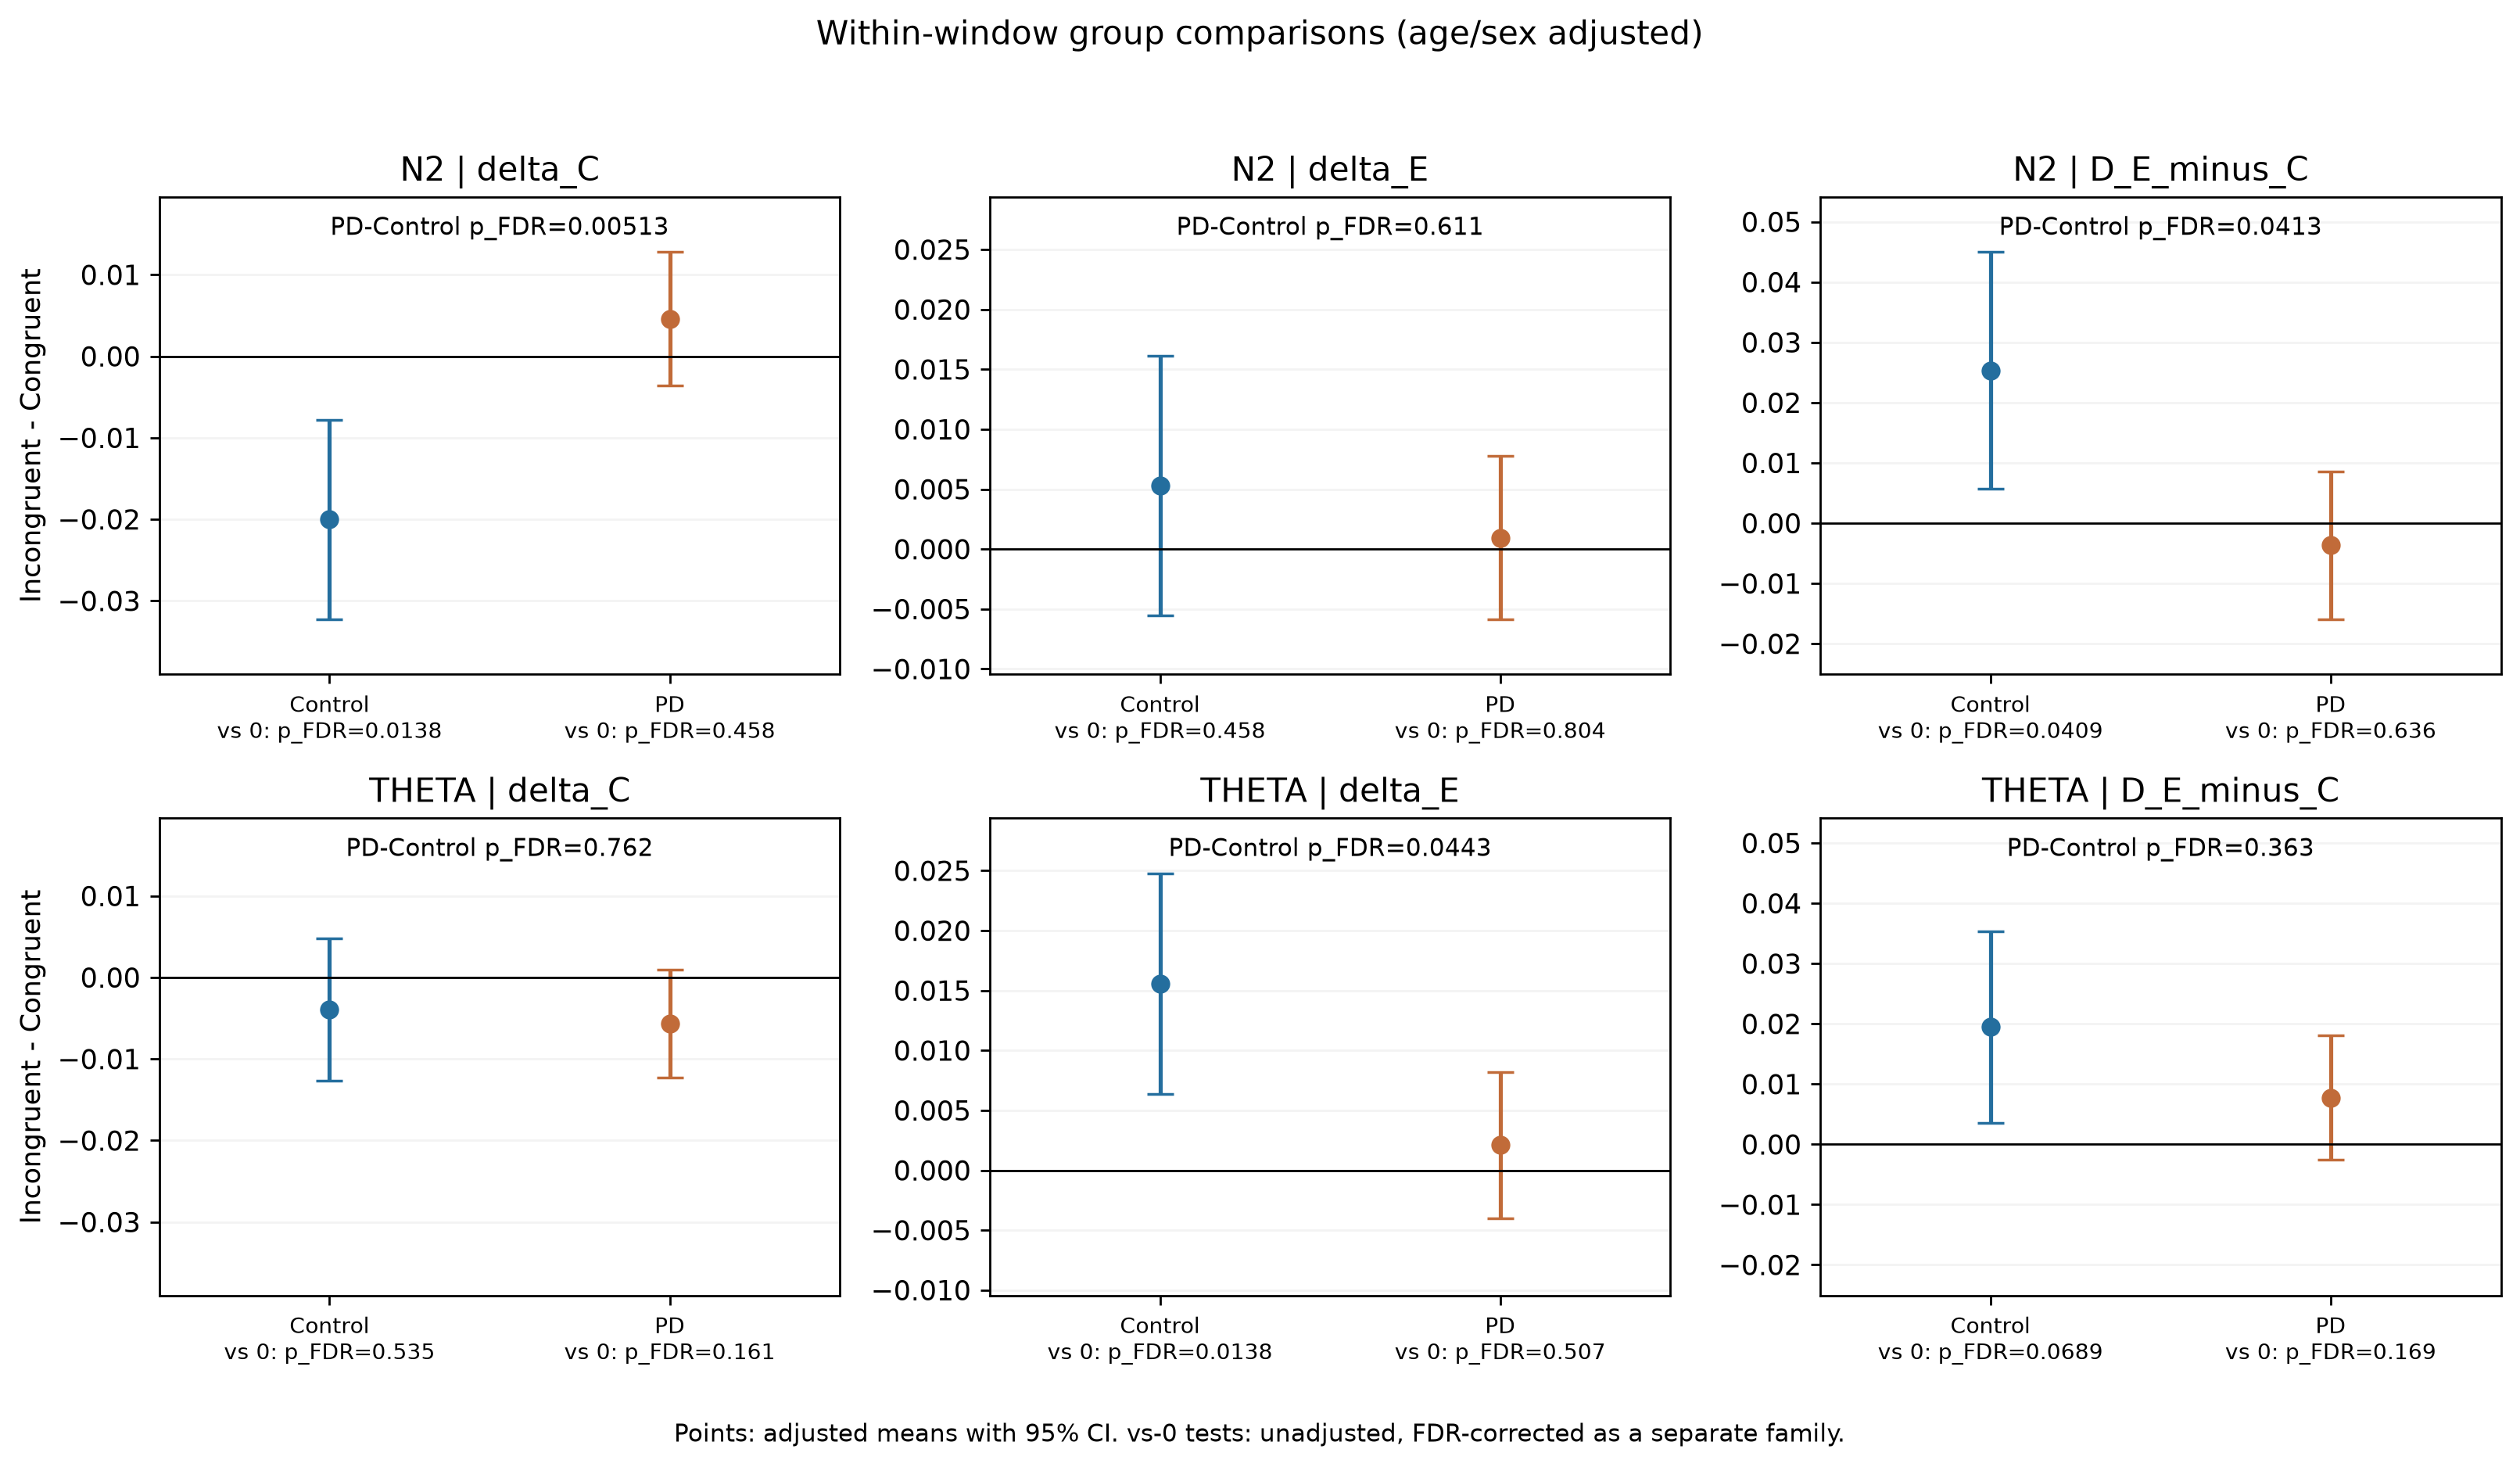 Within-window group comparisons (age/sex adjusted)
N2 | delta_C
N2 | delta_E
N2 | D_E_minus_C
PD-Control p_FDR=0.00513
PD-Control p_FDR=0.611
PD-Control p_FDR=0.0413
Incongruent - Congruent
0.01
0.00
−0.01
−0.02
−0.03
0.025
0.020
0.015
0.010
0.005
0.000
−0.005
−0.010
0.05
0.04
0.03
0.02
0.01
0.00
−0.01
−0.02
Control
vs 0: p_FDR=0.0138
PD
vs 0: p_FDR=0.458
Control
vs 0: p_FDR=0.458
PD
vs 0: p_FDR=0.804
Control
vs 0: p_FDR=0.0409
PD
vs 0: p_FDR=0.636
THETA | delta_C
THETA | delta_E
THETA | D_E_minus_C
PD-Control p_FDR=0.762
PD-Control p_FDR=0.0443
PD-Control p_FDR=0.363
Incongruent - Congruent
0.01
0.00
−0.01
−0.02
−0.03
0.025
0.020
0.015
0.010
0.005
0.000
−0.005
−0.010
0.05
0.04
0.03
0.02
0.01
0.00
−0.01
−0.02
Control
vs 0: p_FDR=0.535
PD
vs 0: p_FDR=0.161
Control
vs 0: p_FDR=0.0138
PD
vs 0: p_FDR=0.507
Control
vs 0: p_FDR=0.0689
PD
vs 0: p_FDR=0.169
Points: adjusted means with 95% CI. vs-0 tests: unadjusted, FDR-corrected as a separate family.